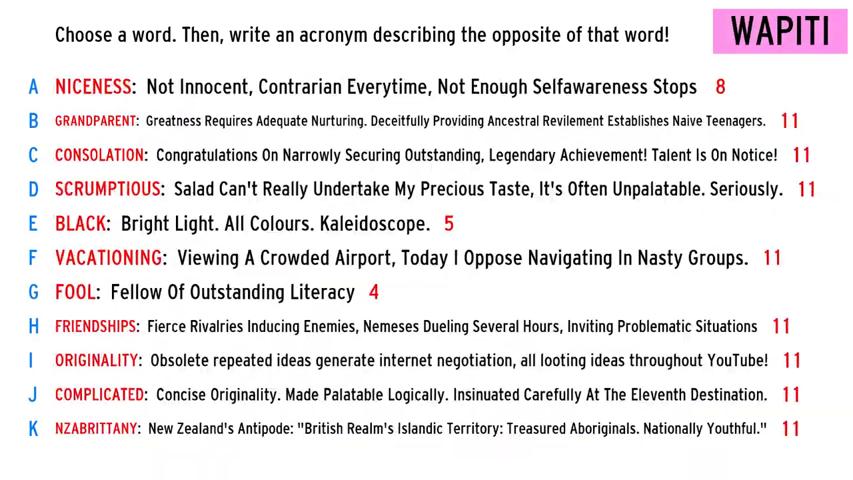 Choose a word. Then, write an acronym describing the opposite of that word!
WAPITI
A NICENESS: Not Innocent, Contrarian Everytime, Not Enough Selfawareness Stops 8
B GRANDPARENT: Greatness Requires Adequate Nurturing. Deceitfully Providing Ancestral Revilement Establishes Naive Teenagers. 11
C CONSOLATION: Congratulations On Narrowly Securing Outstanding, Legendary Achievement! Talent Is On Notice! 11
D SCRUMPTIOUS: Salad Can't Really Undertake My Precious Taste, It's Often Unpalatable. Seriously. 11
E BLACK: Bright Light. All Colours. Kaleidoscope. 5
F VACATIONING: Viewing A Crowded Airport, Today I Oppose Navigating In Nasty Groups. 11
G FOOL: Fellow Of Outstanding Literacy 4
H FRIENDSHIPS: Fierce Rivalries Inducing Enemies, Nemeses Dueling Several Hours, Inviting Problematic Situations 11
I ORIGINALITY: Obsolete repeated ideas generate internet negotiation, all looting ideas throughout YouTube! 11
J COMPLICATED: Concise Originality. Made Palatable Logically. Insinuated Carefully At The Eleventh Destination. 11
K NZABRITTANY: New Zealand's Antipode: "British Realm's Islandic Territory: Treasured Aboriginals. Nationally Youthful." 11